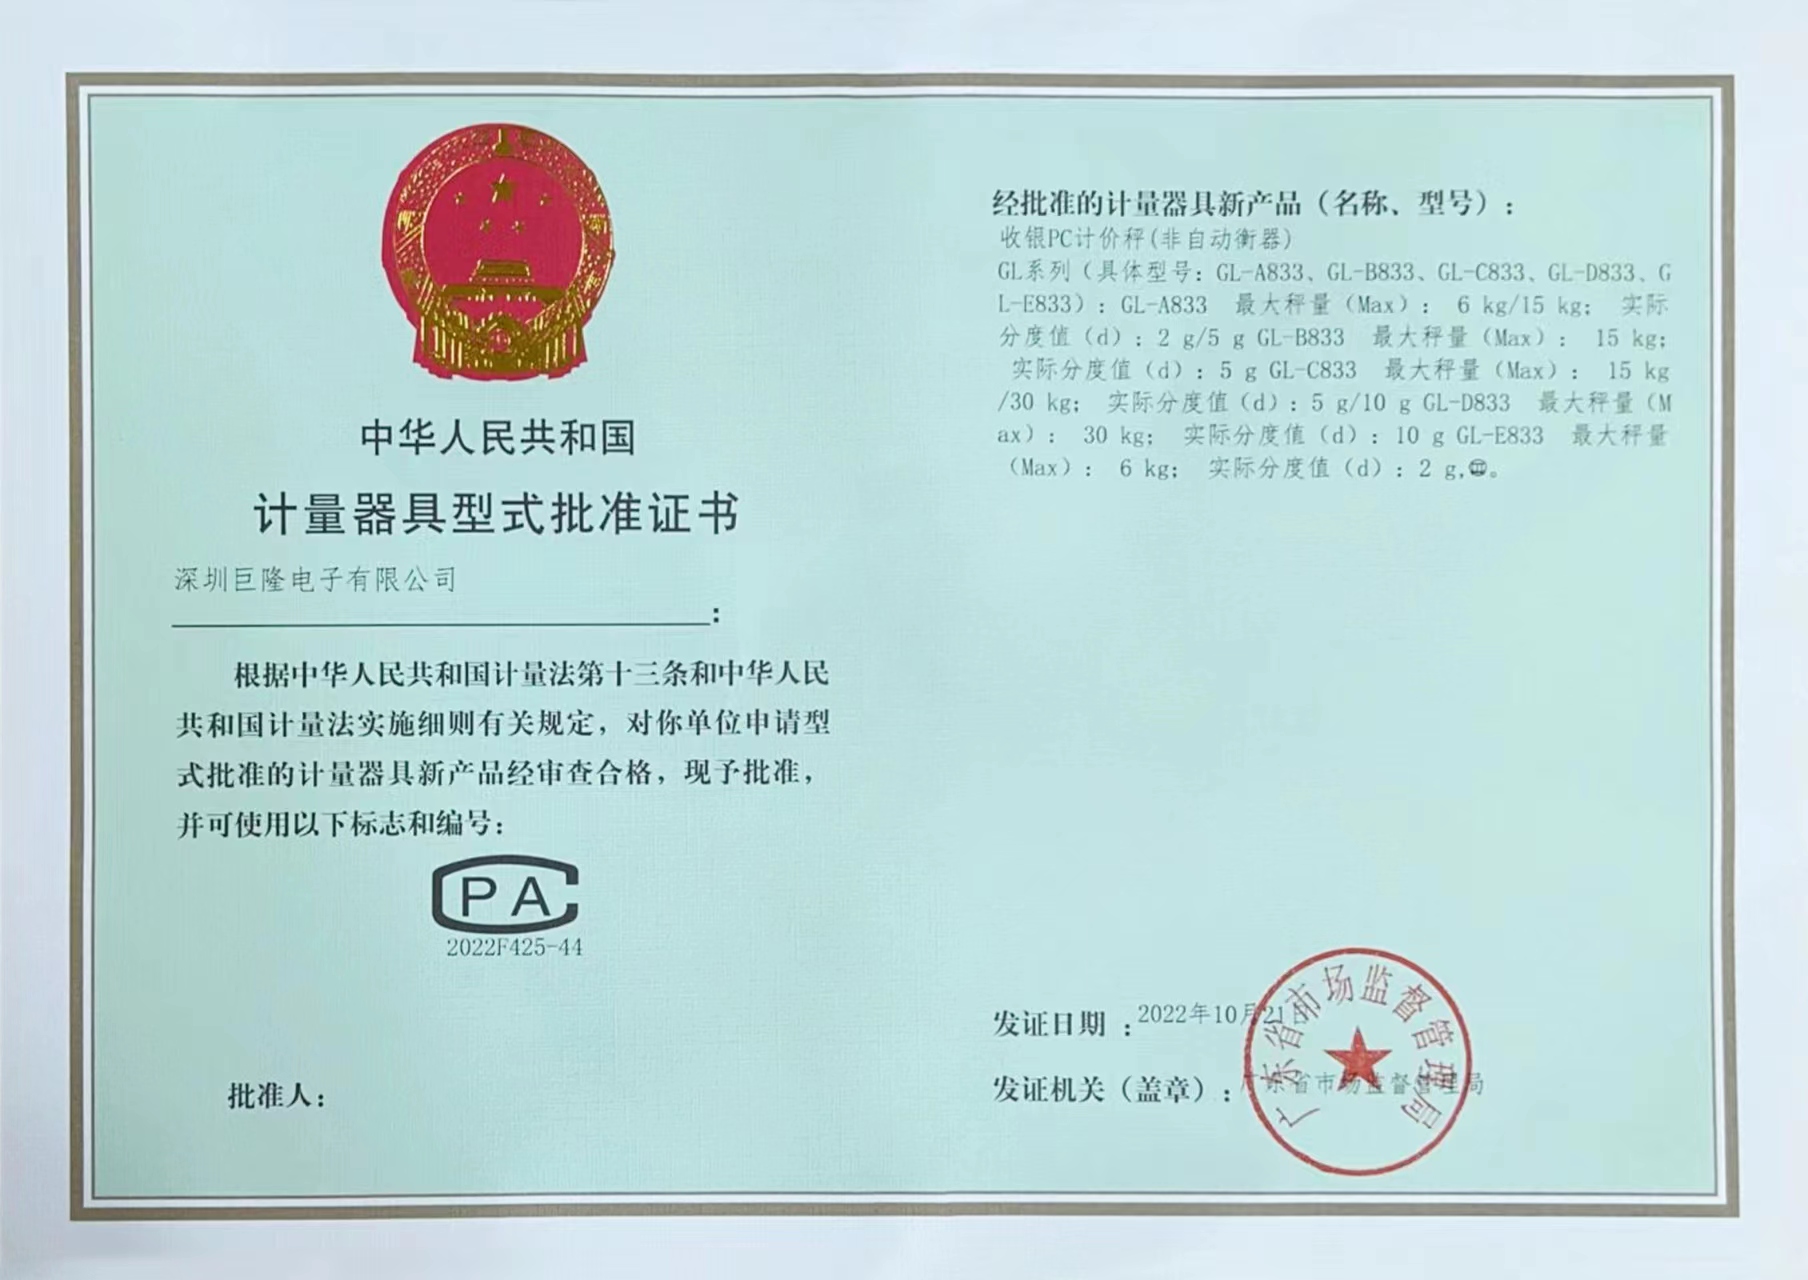 中华人民共和国
计量器具型式批准证书
深圳巨隆电子有限公司
:
根据中华人民共和国计量法第十三条和中华人民
共和国计量法实施细则有关规定，对你单位申请型
式批准的计量器具新产品经审查合格，现予批准，
并可使用以下标志和编号：
CPA
2022F425-44
批准人：
经批准的计量器具新产品（名称、型号）：
收银PC计价秤(非自动衡器)
GL系列（具体型号：GL-A833、GL-B833、GL-C833、GL-D833、G
L-E833）：GL-A833 最大秤量（Max）： 6 kg/15 kg； 实际
分度值（d）：2 g/5 g GL-B833 最大秤量（Max）： 15 kg；
实际分度值（d）：5 g GL-C833 最大秤量（Max）： 15 kg
/30 kg； 实际分度值（d）：5 g/10 g GL-D833 最大秤量（M
ax）： 30 kg； 实际分度值（d）：10 g GL-E833 最大秤量
（Max）： 6 kg； 实际分度值（d）：2 g,Ⅲ。
发证日期：2022年10月21日
发证机关（盖章）：广东省市场监督管理局
广东省市场监督管理局